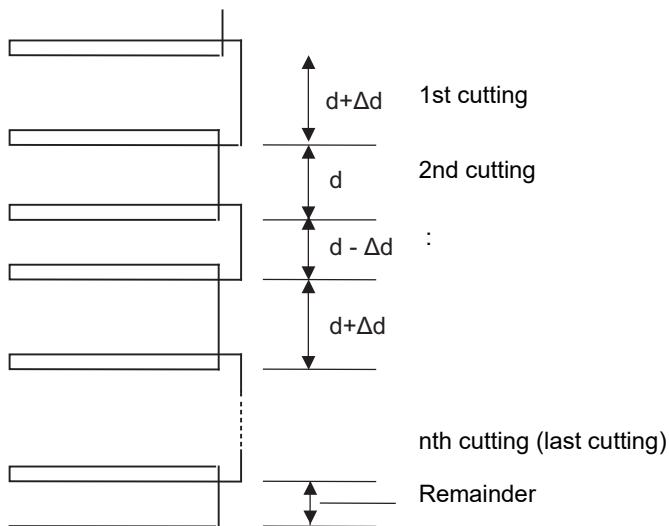 d+Δd 1st cutting
d 2nd cutting
d - Δd :
d+Δd
nth cutting (last cutting)
Remainder